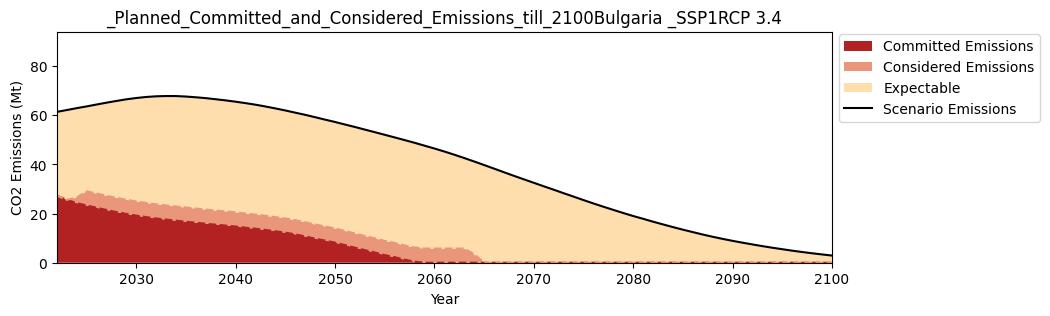 _Planned_Committed_and_Considered_Emissions_till_2100Bulgaria _SSP1RCP 3.4
Committed Emissions
Considered Emissions
Expectable
Scenario Emissions
CO2 Emissions (Mt)
80
60
40
20
0
2030 2040 2050 2060 2070 2080 2090 2100
Year